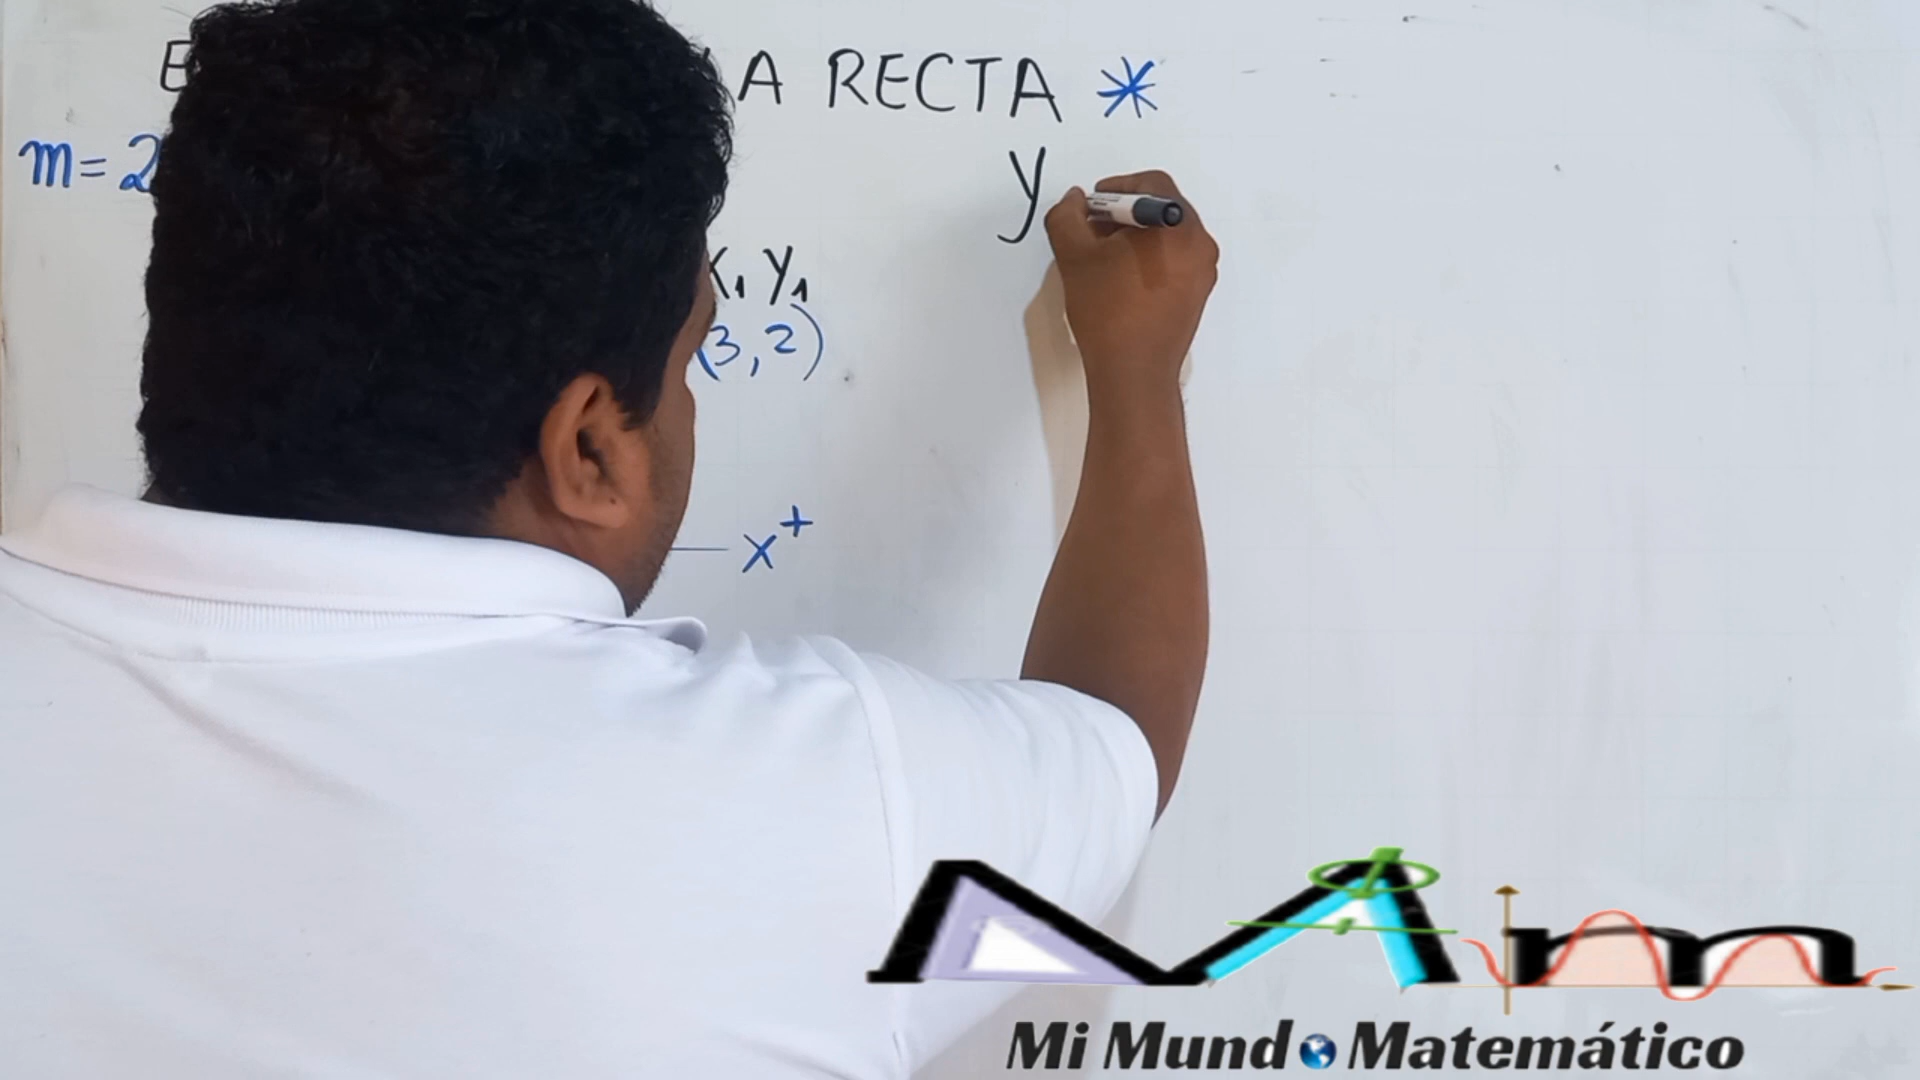 A RECTA *
m=2
y
x₁ y₁
(3,2)
x⁺
Mi Mundo Matemático